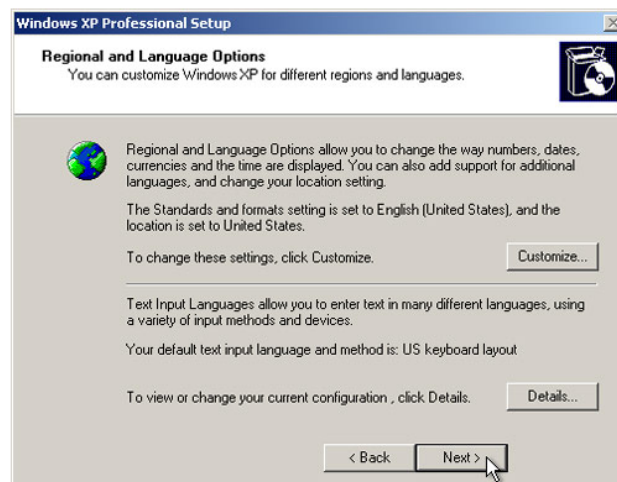 Windows XP Professional Setup
Regional and Language Options
You can customize Windows XP for different regions and languages.
Regional and Language Options allow you to change the way numbers, dates,
currencies and the time are displayed. You can also add support for additional
languages, and change your location setting.
The Standards and formats setting is set to English (United States), and the
location is set to United States.
To change these settings, click Customize.
Customize...
Text Input Languages allow you to enter text in many different languages, using
a variety of input methods and devices.
Your default text input language and method is: US keyboard layout
To view or change your current configuration , click Details.
Details...
< Back
Next >